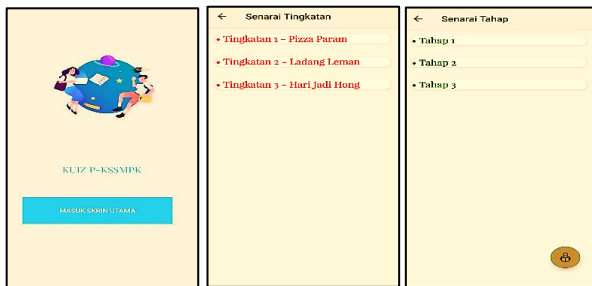 KUIZ P-KSSMPK
MASUK SKRIN UTAMA
Senarai Tingkatan
• Tingkatan 1 – Pizza Param
• Tingkatan 2 – Ladang Leman
• Tingkatan 3 – Hari Jadi Hong
Senarai Tahap
• Tahap 1
• Tahap 2
• Tahap 3